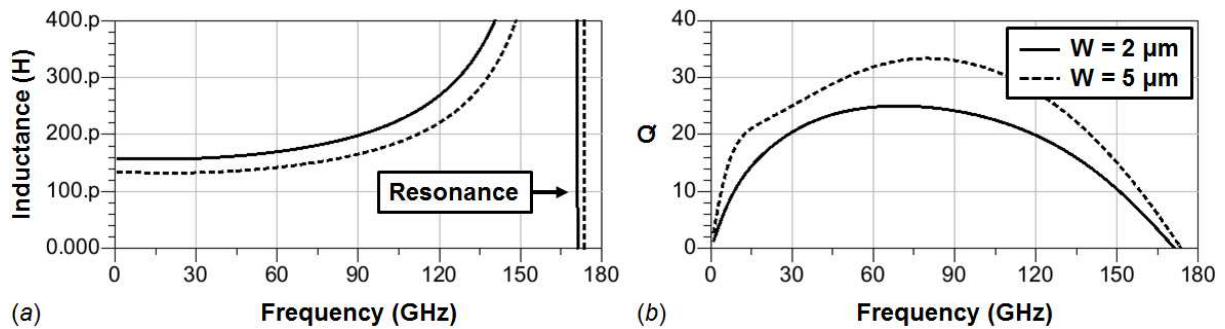 Inductance (H)
400.p
300.p
200.p
100.p
0.000
Resonance
0
30
60
90
120
150
180
Frequency (GHz)
(a)
Q
40
30
20
10
0
W = 2 μm
W = 5 μm
0
30
60
90
120
150
180
Frequency (GHz)
(b)